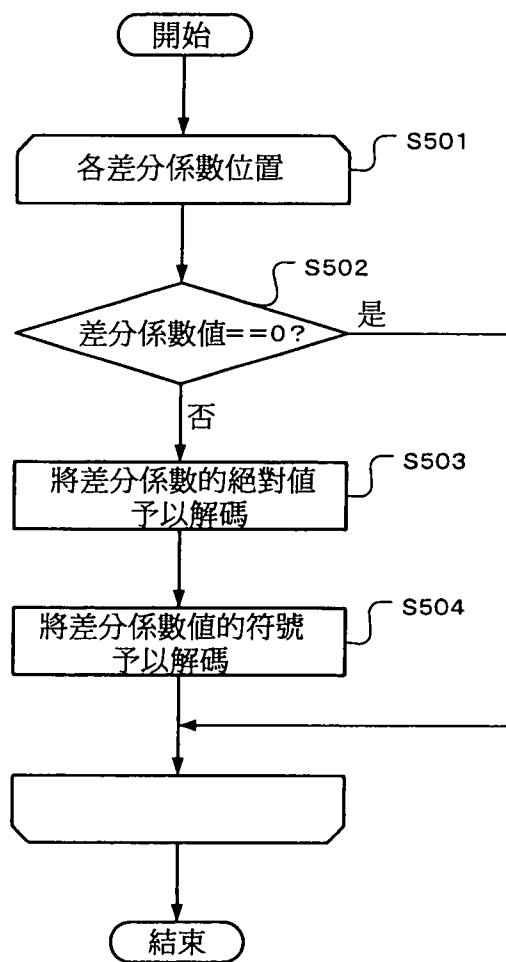 開始
各差分係數位置
S501
S502
差分係數值==0?
是
否
S503
將差分係數的絕對值
予以解碼
S504
將差分係數值的符號
予以解碼
結束